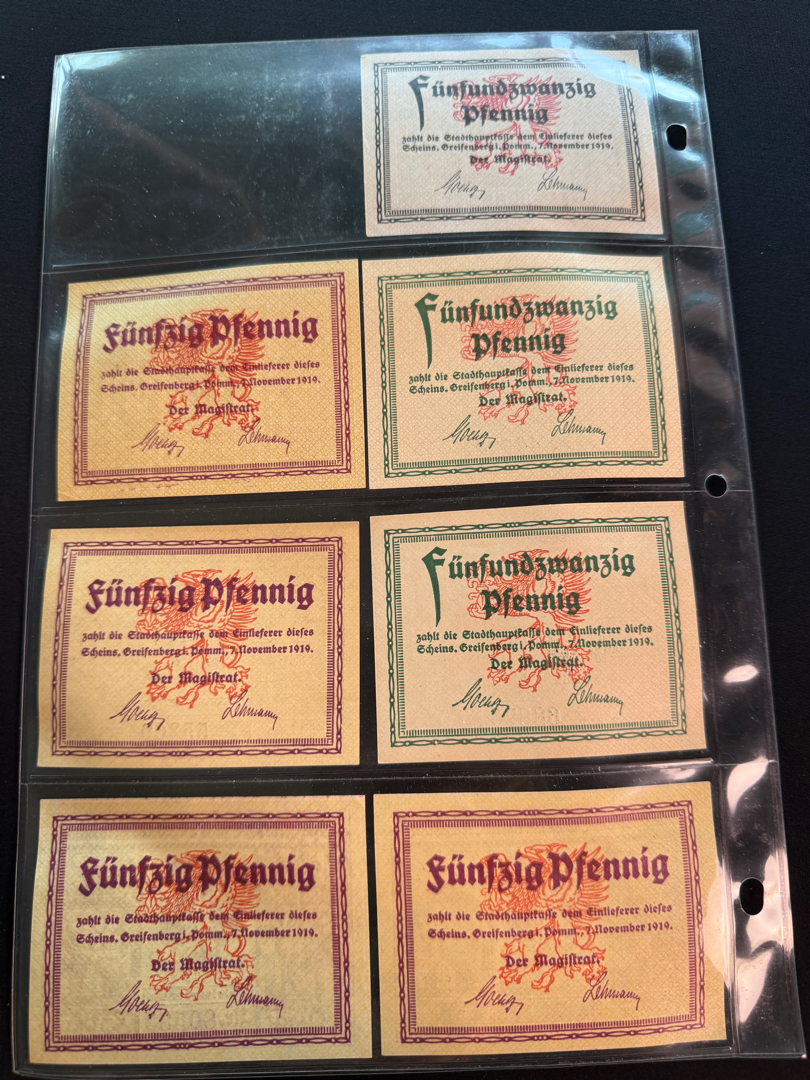 Fünfundzwanzig
Pfennig
zahlt die Stadthauptkasse dem Einlieferer dieses
Scheins. Greifenberg i. Pomm., 7. November 1919.
Der Magistrat.
Lehmann
Fünfzig Pfennig
zahlt die Stadthauptkasse dem Einlieferer dieses
Scheins. Greifenberg i. Pomm., 7. November 1919.
Der Magistrat.
Lehmann
Fünfundzwanzig
Pfennig
zahlt die Stadthauptkasse dem Einlieferer dieses
Scheins. Greifenberg i. Pomm., 7. November 1919.
Der Magistrat.
Lehmann
Fünfzig Pfennig
zahlt die Stadthauptkasse dem Einlieferer dieses
Scheins. Greifenberg i. Pomm., 7. November 1919.
Der Magistrat.
Lehmann
Fünfundzwanzig
Pfennig
zahlt die Stadthauptkasse dem Einlieferer dieses
Scheins. Greifenberg i. Pomm., 7. November 1919.
Der Magistrat.
Lehmann
Fünfzig Pfennig
zahlt die Stadthauptkasse dem Einlieferer dieses
Scheins. Greifenberg i. Pomm., 7. November 1919.
Der Magistrat.
Lehmann
Fünfzig Pfennig
zahlt die Stadthauptkasse dem Einlieferer dieses
Scheins. Greifenberg i. Pomm., 7. November 1919.
Der Magistrat.
Lehmann